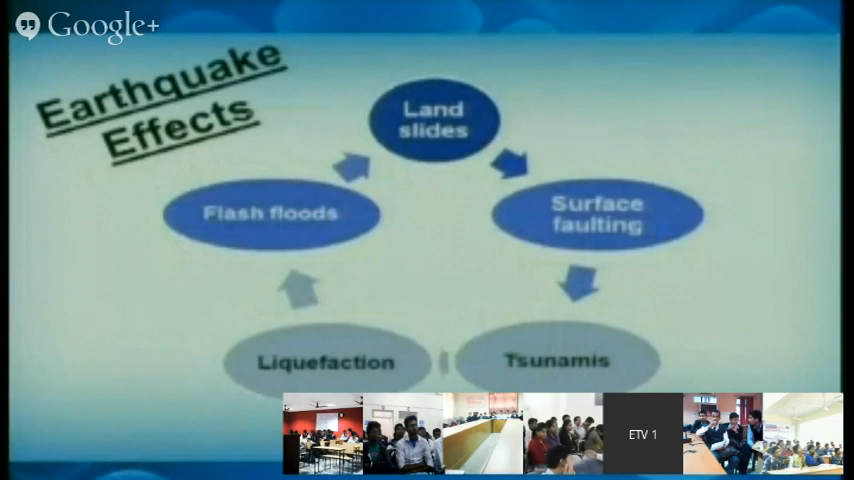 Google+
Earthquake
Effects
Land
slides
Flash floods
Surface
faulting
Liquefaction
Tsunamis
ETV 1